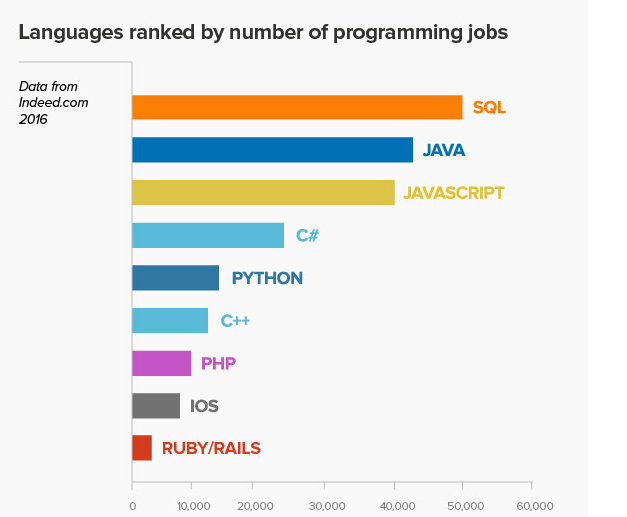 Languages ranked by number of programming jobs
Data from
Indeed.com
2016
SQL
JAVA
JAVASCRIPT
C#
PYTHON
C++
PHP
IOS
RUBY/RAILS
0 10,000 20,000 30,000 40,000 50,000 60,000